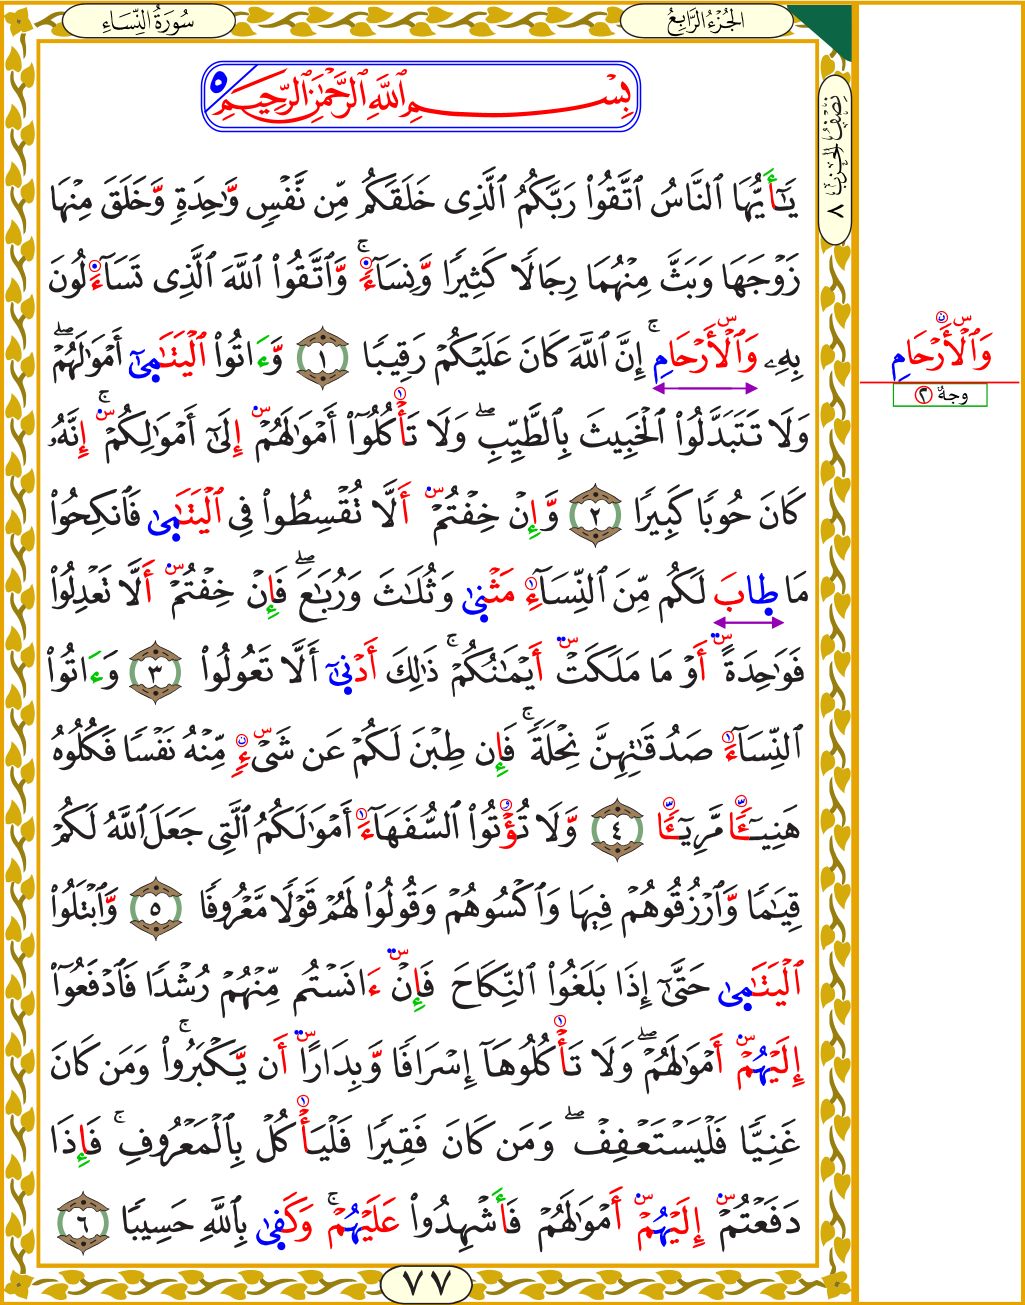 سُورَةُ النِّسَاءِ
الجُزْءُ الرَّابِعُ
نِصْفُ الحِزْبِ ٨
بِسْمِ ٱللَّهِ ٱلرَّحْمَٰنِ ٱلرَّحِيمِ ٥
يَٰٓأَيُّهَا ٱلنَّاسُ ٱتَّقُوا۟ رَبَّكُمُ ٱلَّذِى خَلَقَكُم مِّن نَّفْسٍ وَّٰحِدَةٍ وَّخَلَقَ مِنْهَا
زَوْجَهَا وَبَثَّ مِنْهُمَا رِجَالًا كَثِيرًا وَّنِسَآءً ۚ وَّٱتَّقُوا۟ ٱللَّهَ ٱلَّذِى تَسَآءَلُونَ
بِهِۦ وَٱلْأَرْحَامِ ۚ إِنَّ ٱللَّهَ كَانَ عَلَيْكُمْ رَقِيبًا ١ وَّءَاتُوا۟ ٱلْيَتَٰمَىٰٓ أَمْوَٰلَهُمْ ۖ
وَلَا تَتَبَدَّلُوا۟ ٱلْخَبِيثَ بِٱلطَّيِّبِ ۖ وَلَا تَأْكُلُوٓا۟ أَمْوَٰلَهُمْ إِلَىٰٓ أَمْوَٰلِكُمْ ۚ إِنَّهُۥ
كَانَ حُوبًا كَبِيرًا ٢ وَّإِنْ خِفْتُمْ أَلَّا تُقْسِطُوا۟ فِى ٱلْيَتَٰمَىٰ فَٱنكِحُوا۟
مَا طَابَ لَكُم مِّنَ ٱلنِّسَآءِ مَثْنَىٰ وَثُلَٰثَ وَرُبَٰعَ ۖ فَإِنْ خِفْتُمْ أَلَّا تَعْدِلُوا۟
فَوَٰحِدَةً أَوْ مَا مَلَكَتْ أَيْمَٰنُكُمْ ۚ ذَٰلِكَ أَدْنَىٰٓ أَلَّا تَعُولُوا۟ ٣ وَءَاتُوا۟
ٱلنِّسَآءَ صَدُقَٰتِهِنَّ نِحْلَةً ۚ فَإِن طِبْنَ لَكُمْ عَن شَىْءٍ مِّنْهُ نَفْسًا فَكُلُوهُ
هَنِيٓـًٔا مَّرِيٓـًٔا ٤ وَّلَا تُؤْتُوا۟ ٱلسُّفَهَآءَ أَمْوَٰلَكُمُ ٱلَّتِى جَعَلَ ٱللَّهُ لَكُمْ
قِيَٰمًا وَّٱرْزُقُوهُمْ فِيهَا وَٱكْسُوهُمْ وَقُولُوا۟ لَهُمْ قَوْلًا مَّعْرُوفًا ٥ وَّٱبْتَلُوا۟
ٱلْيَتَٰمَىٰ حَتَّىٰٓ إِذَا بَلَغُوا۟ ٱلنِّكَاحَ فَإِنْ ءَانَسْتُم مِّنْهُمْ رُشْدًا فَٱدْفَعُوٓا۟
إِلَيْهُمْ أَمْوَٰلَهُمْ ۖ وَلَا تَأْكُلُوهَآ إِسْرَافًا وَّبِدَارًا أَن يَّكْبَرُوا۟ ۚ وَمَن كَانَ
غَنِيًّا فَلْيَسْتَعْفِفْ ۖ وَمَن كَانَ فَقِيرًا فَلْيَأْكُلْ بِٱلْمَعْرُوفِ ۚ فَإِذَا
دَفَعْتُمْ إِلَيْهُمْ أَمْوَٰلَهُمْ فَأَشْهِدُوا۟ عَلَيْهُمْ ۚ وَكَفَىٰ بِٱللَّهِ حَسِيبًا ٦
٧٧
وَٱلْأَرْحَامِ
وجهٌ ٢